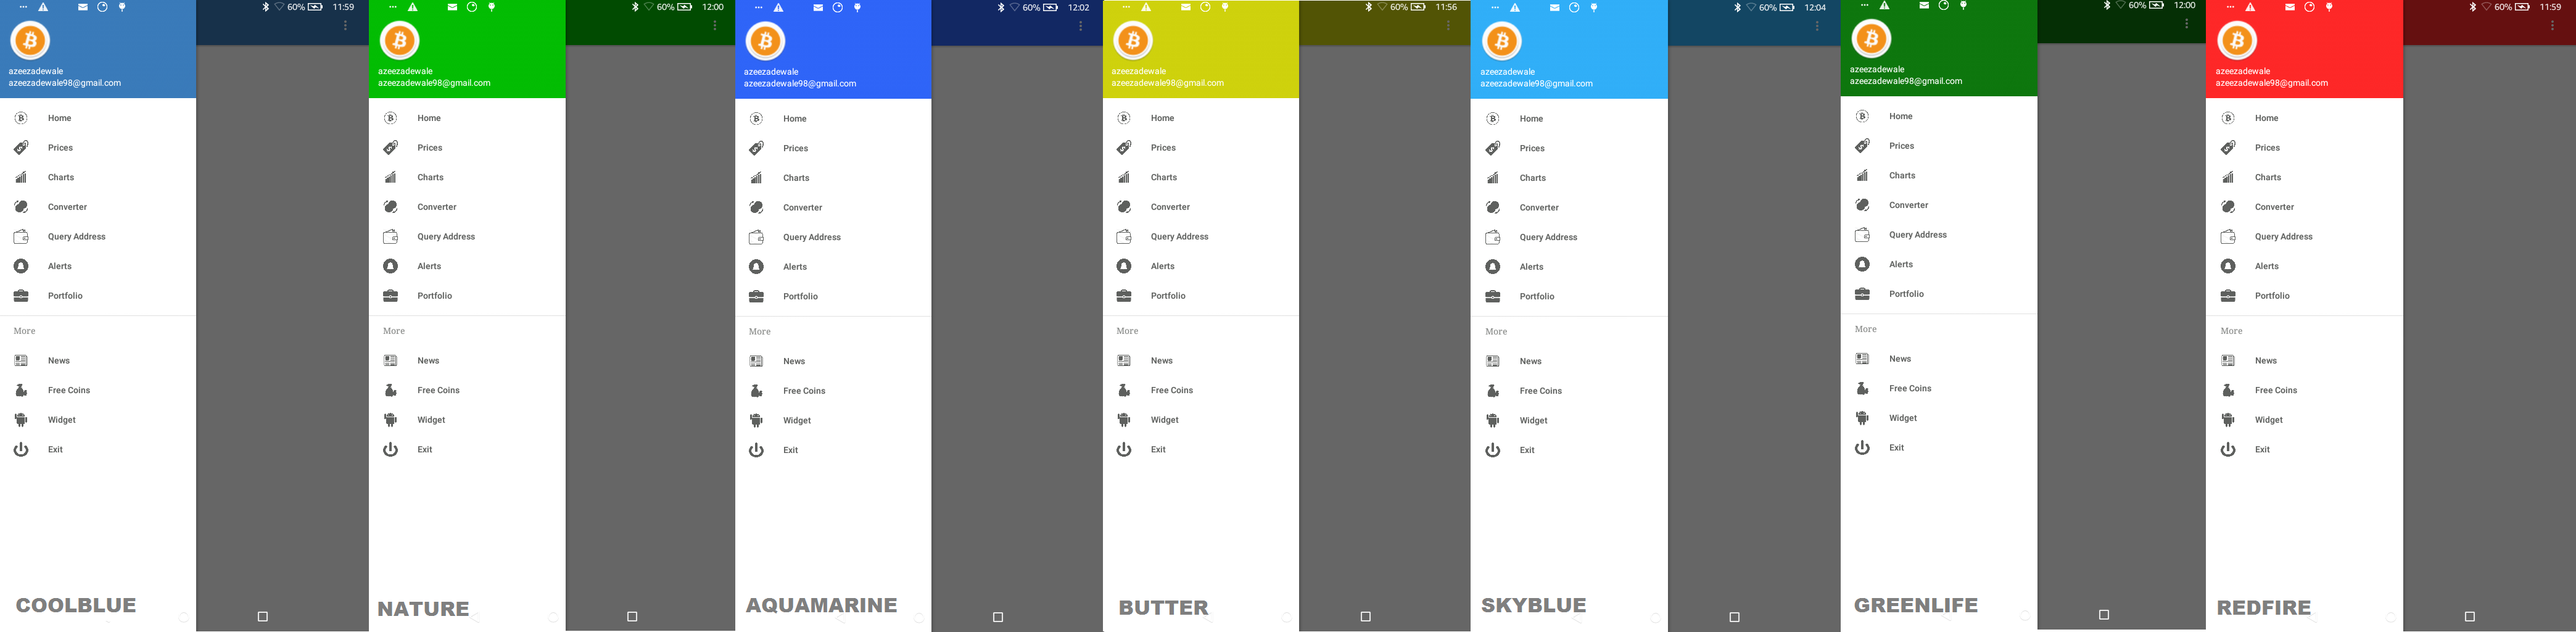 60% 11:59
azeezadewale
azeezadewale98@gmail.com
Home
Prices
Charts
Converter
Query Address
Alerts
Portfolio
More
News
Free Coins
Widget
Exit
COOLBLUE
60% 12:00
azeezadewale
azeezadewale98@gmail.com
Home
Prices
Charts
Converter
Query Address
Alerts
Portfolio
More
News
Free Coins
Widget
Exit
NATURE
60% 12:02
azeezadewale
azeezadewale98@gmail.com
Home
Prices
Charts
Converter
Query Address
Alerts
Portfolio
More
News
Free Coins
Widget
Exit
AQUAMARINE
60% 11:56
azeezadewale
azeezadewale98@gmail.com
Home
Prices
Charts
Converter
Query Address
Alerts
Portfolio
More
News
Free Coins
Widget
Exit
BUTTER
60% 12:04
azeezadewale
azeezadewale98@gmail.com
Home
Prices
Charts
Converter
Query Address
Alerts
Portfolio
More
News
Free Coins
Widget
Exit
SKYBLUE
60% 12:00
azeezadewale
azeezadewale98@gmail.com
Home
Prices
Charts
Converter
Query Address
Alerts
Portfolio
More
News
Free Coins
Widget
Exit
GREENLIFE
60% 11:59
azeezadewale
azeezadewale98@gmail.com
Home
Prices
Charts
Converter
Query Address
Alerts
Portfolio
More
News
Free Coins
Widget
Exit
REDFIRE